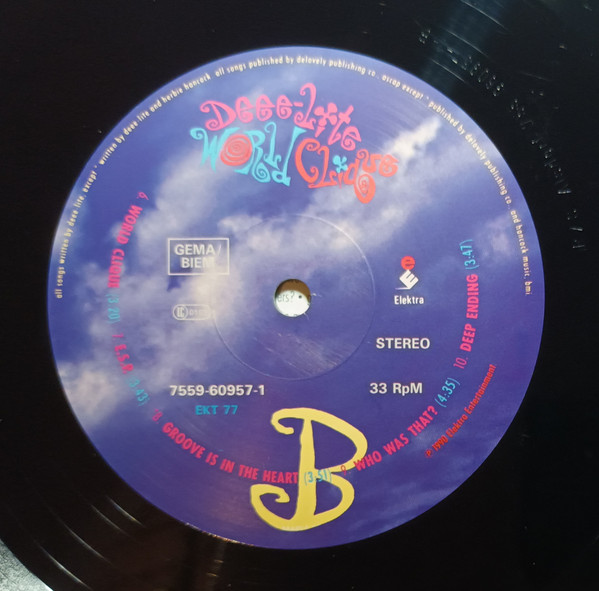 all songs written by deee lite, except * written by deee lite and herbie hancock. all songs published by delovely publishing co., ascap except * published by delovely publishing co. and hancock music, bmi.
Deee-Lite
World Clique
GEMA/
BIEM
e
Elektra
STEREO
7559-60957-1
33 RpM
EKT 77
6. WORLD CLIQUE (3:20) 7. E.S.P. (3:43) 8. GROOVE IS IN THE HEART (3:51) 9. WHO WAS THAT? (4:35) 10. DEEP ENDING (3:47)
B
℗ 1990 Elektra Entertainment